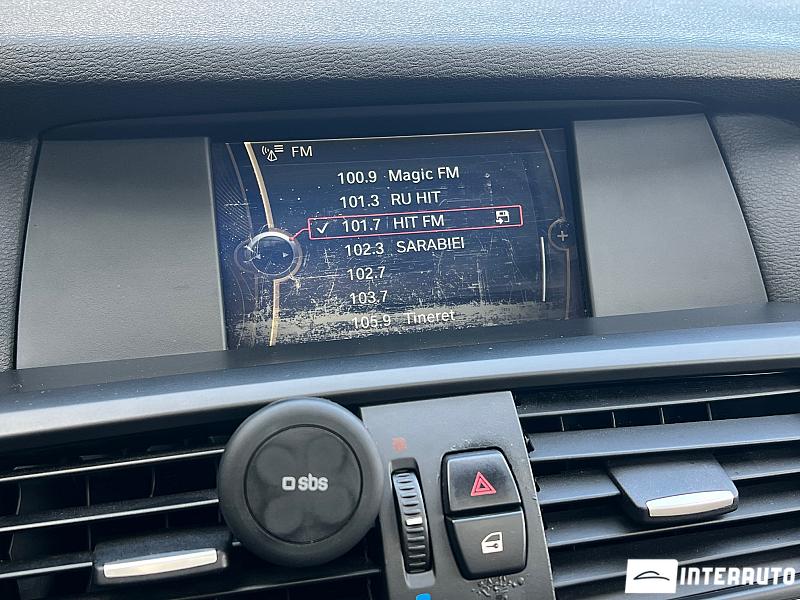 FM
100.9 Magic FM
101.3 RU HIT
101.7 HIT FM
102.3 SARABIEI
102.7
103.7
105.9 Tineret
sbs
INTERAUTO